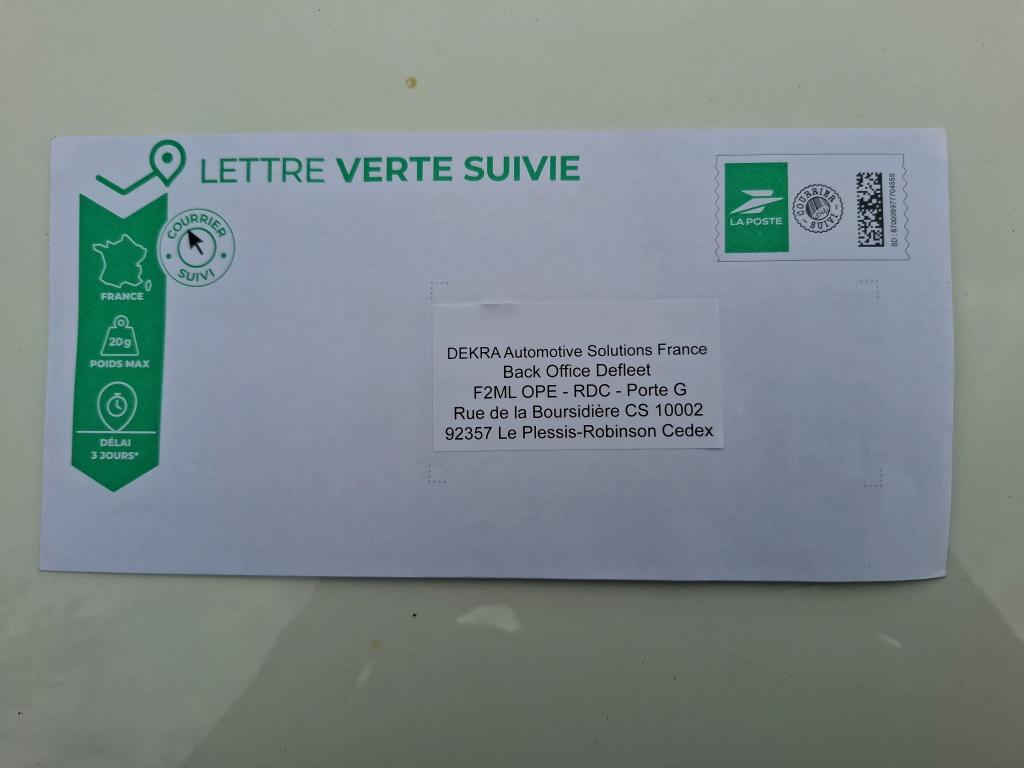 LETTRE VERTE SUIVIE
COURRIER
SUIVI
FRANCE
20g
POIDS MAX
DÉLAI
3 JOURS*
LA POSTE
COURRIER
SUIVI
DEKRA Automotive Solutions France
Back Office Defleet
F2ML OPE - RDC - Porte G
Rue de la Boursidière CS 10002
92357 Le Plessis-Robinson Cedex